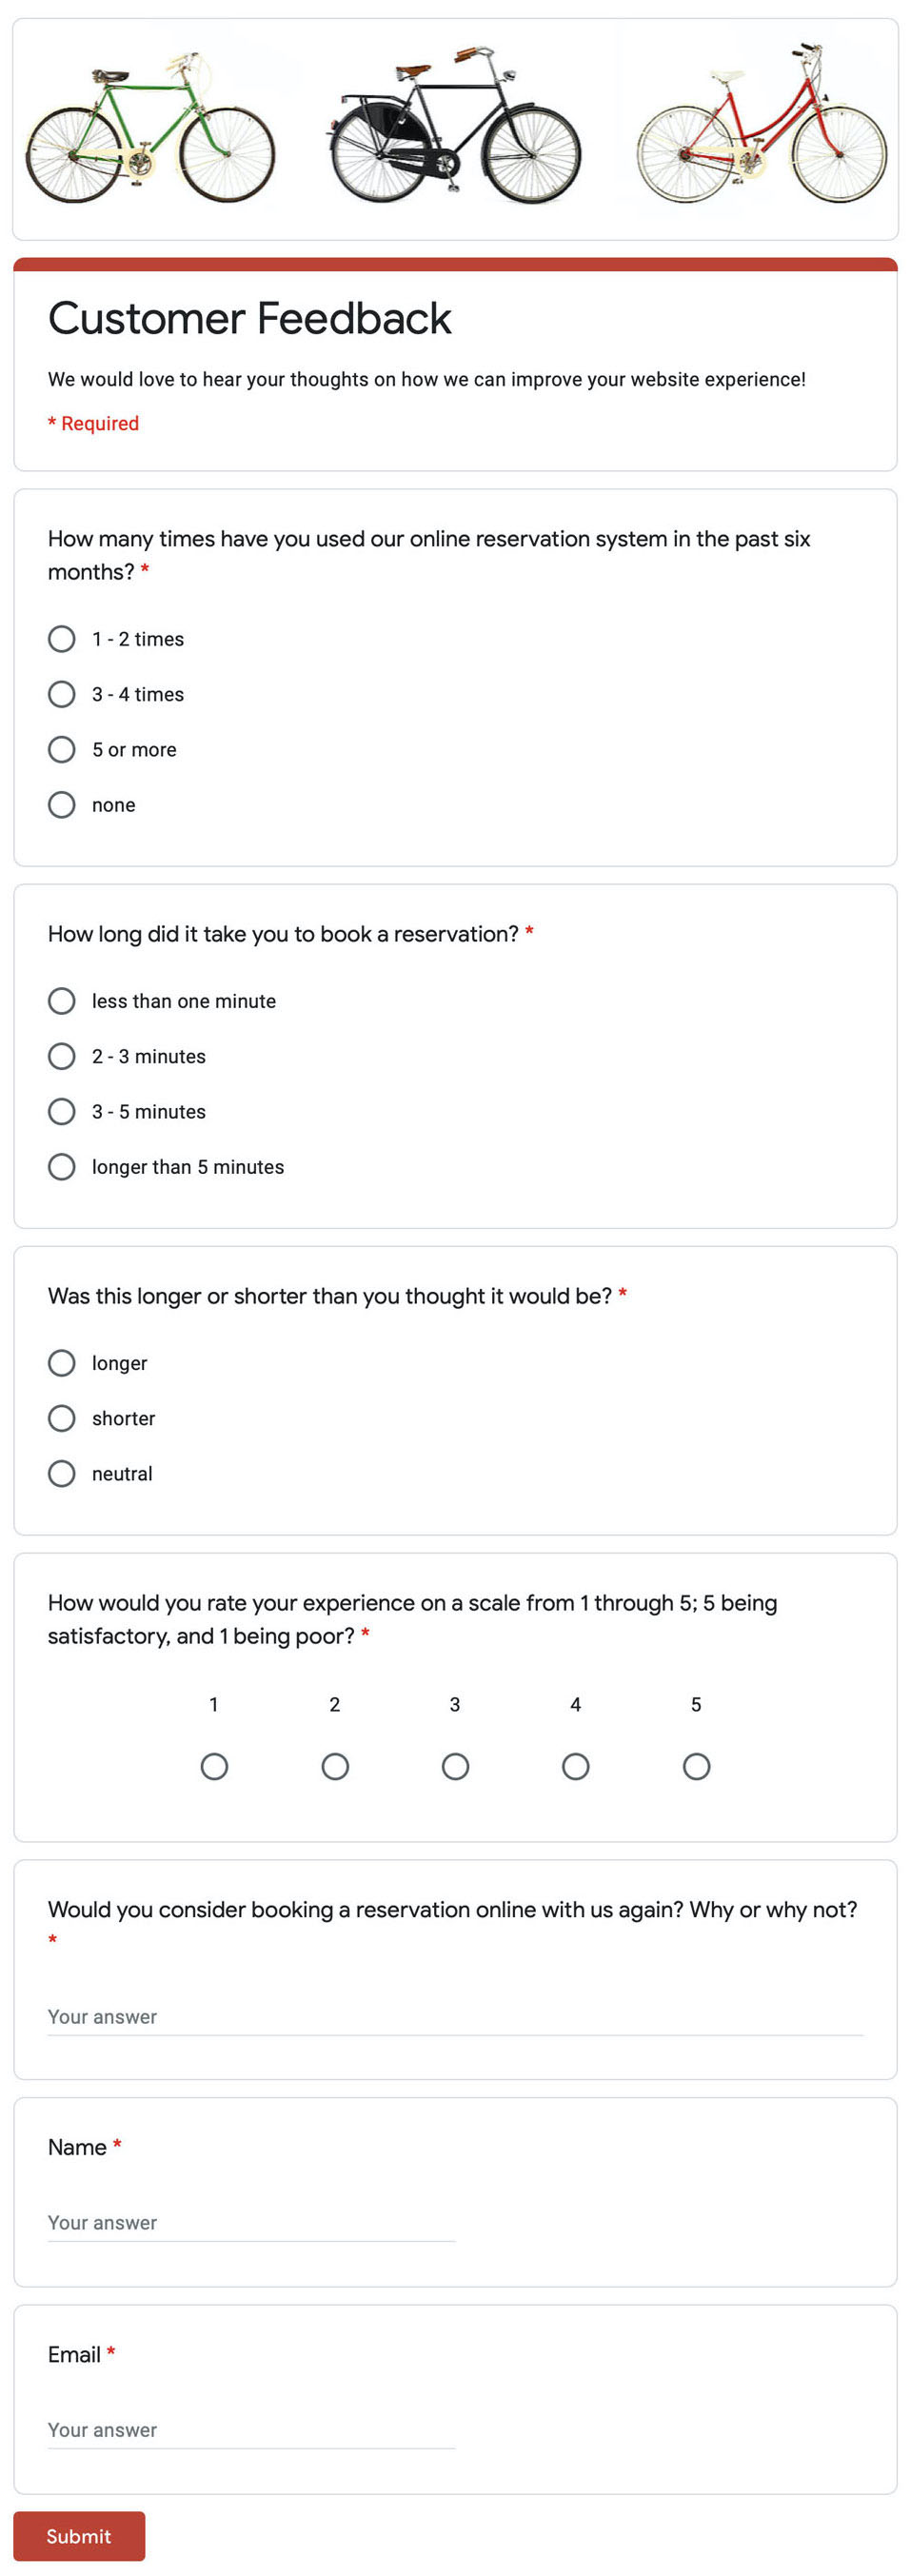 Customer Feedback
We would love to hear your thoughts on how we can improve your website experience!
* Required
How many times have you used our online reservation system in the past six
months? *
1 - 2 times
3 - 4 times
5 or more
none
How long did it take you to book a reservation? *
less than one minute
2 - 3 minutes
3 - 5 minutes
longer than 5 minutes
Was this longer or shorter than you thought it would be? *
longer
shorter
neutral
How would you rate your experience on a scale from 1 through 5; 5 being
satisfactory, and 1 being poor? *
1 2 3 4 5
Would you consider booking a reservation online with us again? Why or why not?
*
Your answer
Name *
Your answer
Email *
Your answer
Submit